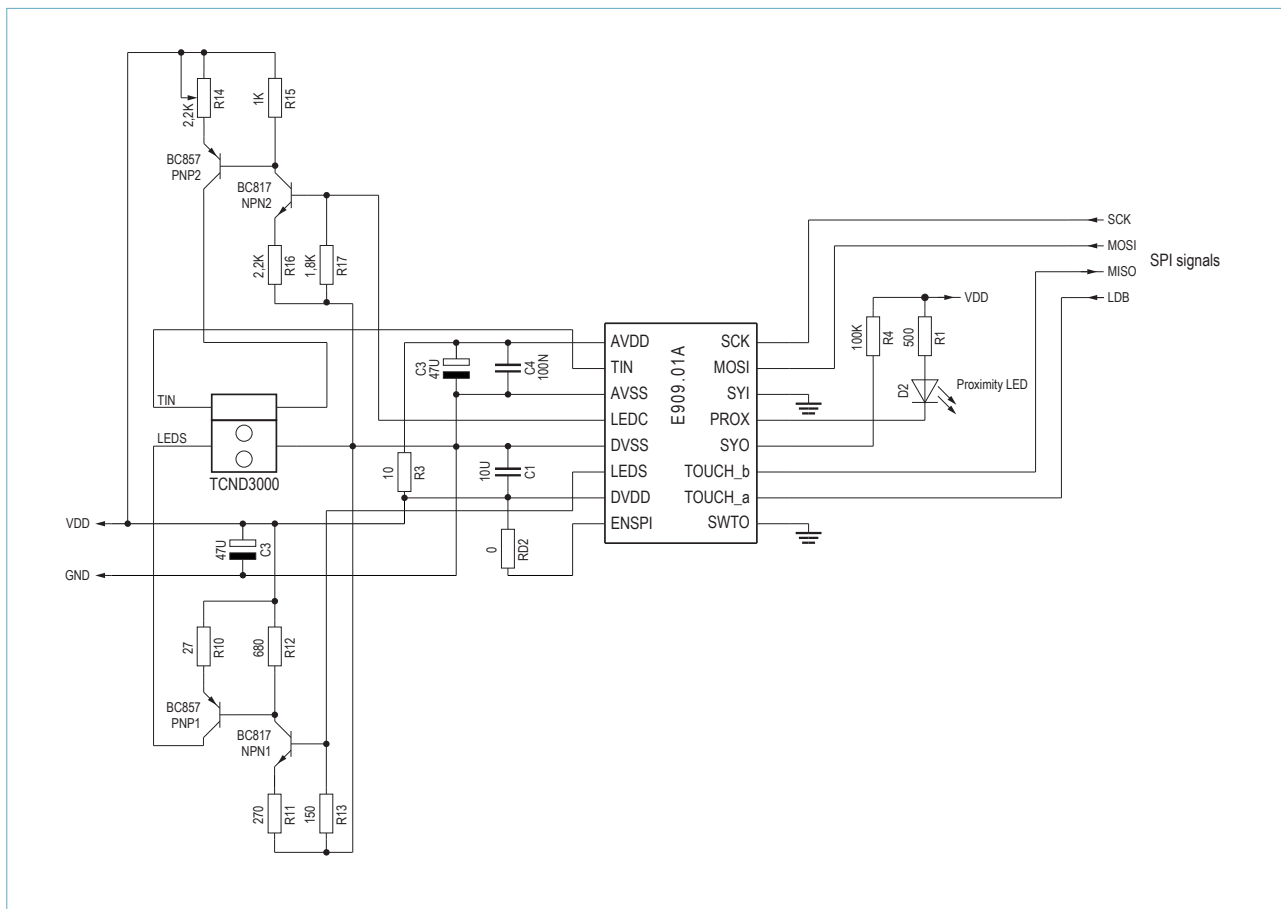 2,2K
R14
1K
R15
BC857
PNP2
BC817
NPN2
2,2K
R16
1,8K
R17
TIN
LEDS
TCND3000
VDD
GND
47U
C3
27
R10
680
R12
BC857
PNP1
BC817
NPN1
270
R11
150
R13
C3
47U
C4
100N
10
R3
10U
C1
0
RD2
E909.01A
AVDD
TIN
AVSS
LEDC
DVSS
LEDS
DVDD
ENSPI
SCK
MOSI
SYI
PROX
SYO
TOUCH_b
TOUCH_a
SWTO
100K
R4
500
R1
VDD
D2
Proximity LED
SCK
MOSI
MISO
LDB
SPI signals